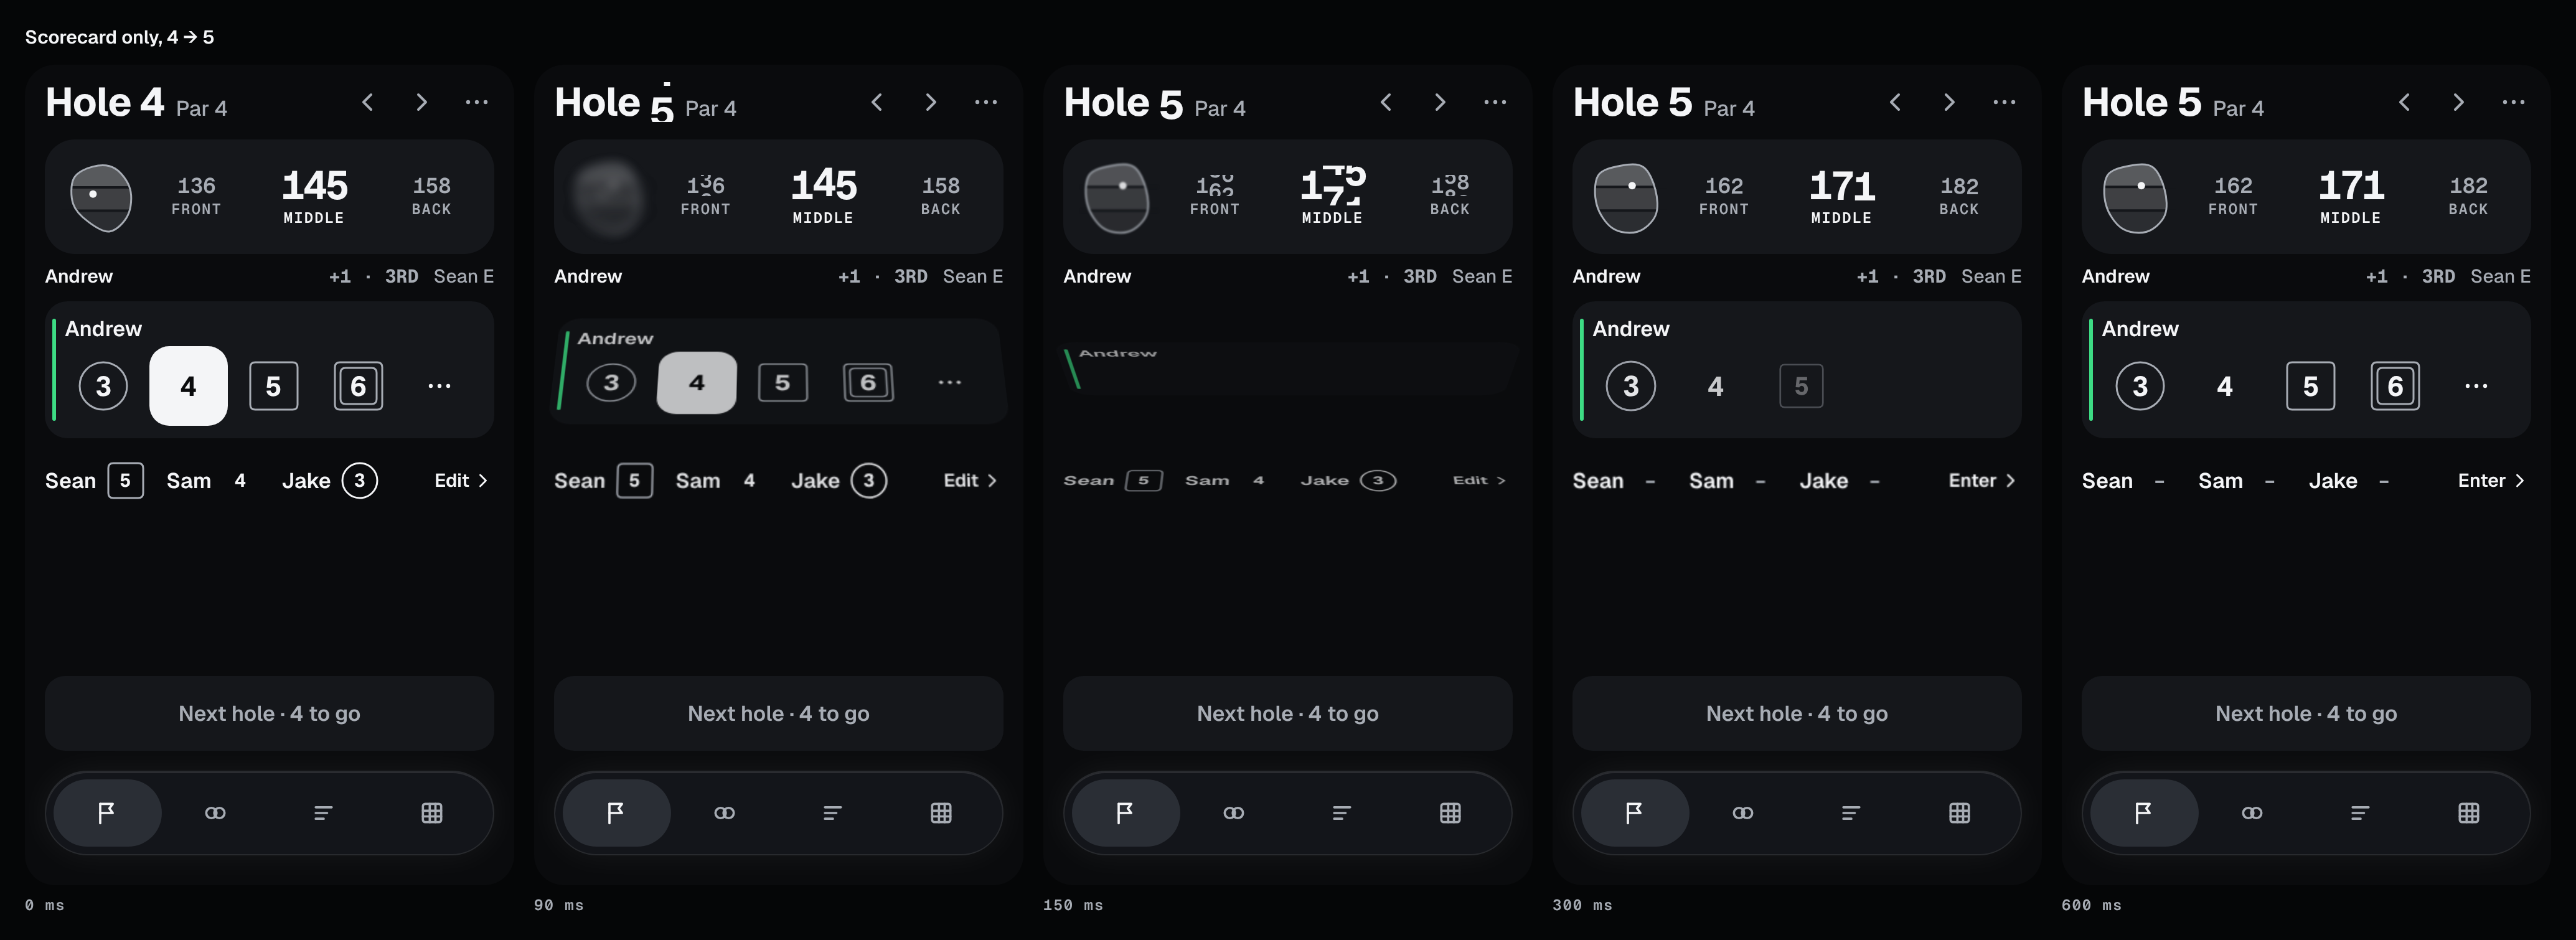 Scorecard only, 4 → 5
Hole 4 Par 4
136 145 158
FRONT MIDDLE BACK
Andrew +1 · 3RD Sean E
Andrew
3 4 5 6 ···
Sean 5 Sam 4 Jake 3 Edit >
Next hole · 4 to go
0 ms
Hole 5 Par 4
145 158
FRONT MIDDLE BACK
Andrew +1 · 3RD Sean E
Andrew
3 4 5 6 ···
Sean 5 Sam 4 Jake 3 Edit >
Next hole · 4 to go
90 ms
Hole 5 Par 4
FRONT MIDDLE BACK
Andrew +1 · 3RD Sean E
Andrew
Sean 5 Sam 4 Jake 3 Edit >
Next hole · 4 to go
150 ms
Hole 5 Par 4
162 171 182
FRONT MIDDLE BACK
Andrew +1 · 3RD Sean E
Andrew
3 4 5
Sean – Sam – Jake – Enter >
Next hole · 4 to go
300 ms
Hole 5 Par 4
162 171 182
FRONT MIDDLE BACK
Andrew +1 · 3RD Sean E
Andrew
3 4 5 6 ···
Sean – Sam – Jake – Enter >
Next hole · 4 to go
600 ms